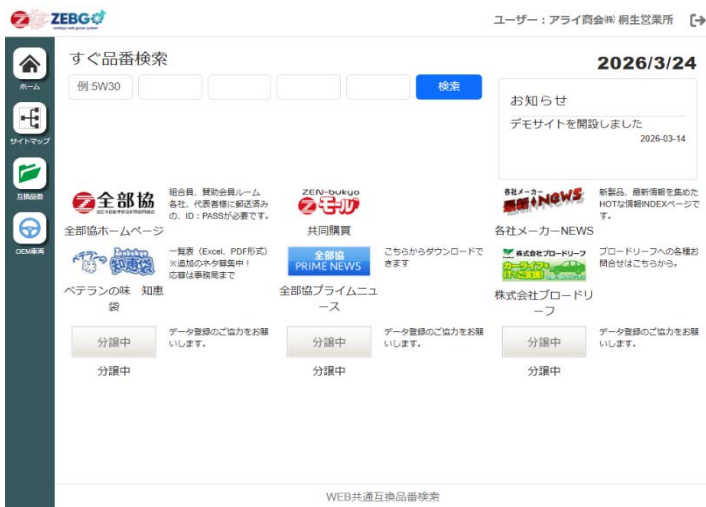 ZEBGO
ユーザー：アライ商会㈱ 桐生営業所
ホーム
サイトマップ
互換品番
OEM車両
すぐ品番検索
例:5W30
検索
2026/3/24
お知らせ
デモサイトを開設しました
2026-03-14
全部協
全部協ホームページ
組合員、賛助会員ルーム
各社、代表者様に郵送済み
の、ID：PASSが必要です。
ZEN-bukyo
Zモール
共同購買
各社メーカー
最新NEWS
各社メーカーNEWS
新製品、最新情報を集めた
HOTな情報INDEXページで
す。
ベテラン
知恵袋
ベテランの味　知恵
袋
一覧表（Excel、PDF形式）
※追加のネタ募集中！
応募は事務局まで
全部協
PRIME NEWS
全部協プライムニュ
ース
こちらからダウンロードで
きます
株式会社ブロードリーフ
カーライフを
株式会社ブロードリ
ーフ
ブロードリーフへの各種お
問合せはこちらから。
分譲中
分譲中
データ登録のご協力をお願
いします。
分譲中
分譲中
データ登録のご協力をお願
いします。
分譲中
分譲中
データ登録のご協力をお願
いします。
WEB共通互換品番検索